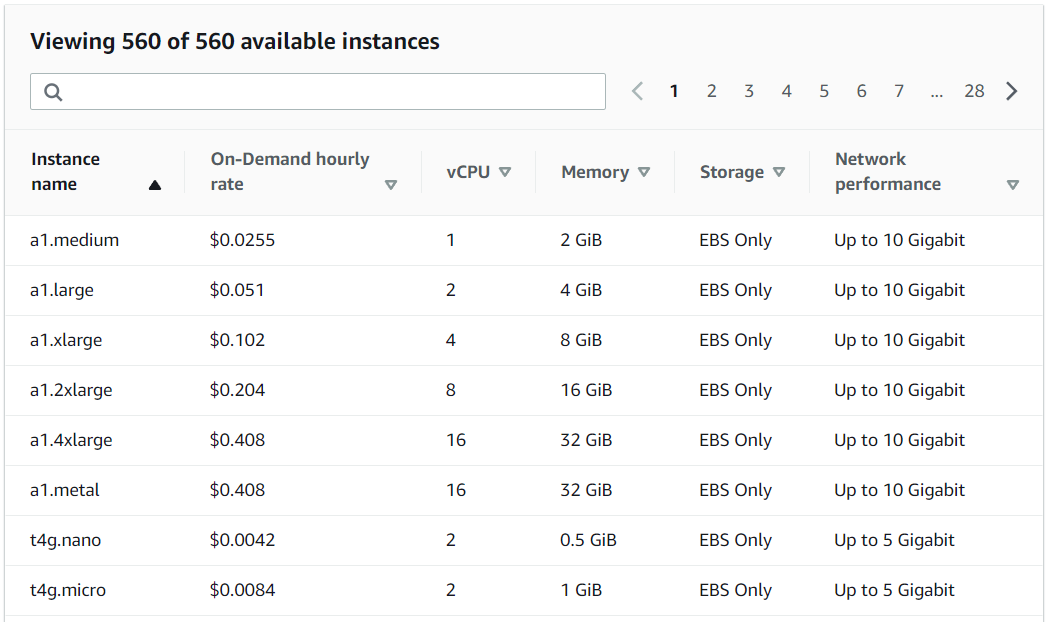 Viewing 560 of 560 available instances
1 2 3 4 5 6 7 ... 28
Instance name On-Demand hourly rate vCPU Memory Storage Network performance
a1.medium $0.0255 1 2 GiB EBS Only Up to 10 Gigabit
a1.large $0.051 2 4 GiB EBS Only Up to 10 Gigabit
a1.xlarge $0.102 4 8 GiB EBS Only Up to 10 Gigabit
a1.2xlarge $0.204 8 16 GiB EBS Only Up to 10 Gigabit
a1.4xlarge $0.408 16 32 GiB EBS Only Up to 10 Gigabit
a1.metal $0.408 16 32 GiB EBS Only Up to 10 Gigabit
t4g.nano $0.0042 2 0.5 GiB EBS Only Up to 5 Gigabit
t4g.micro $0.0084 2 1 GiB EBS Only Up to 5 Gigabit